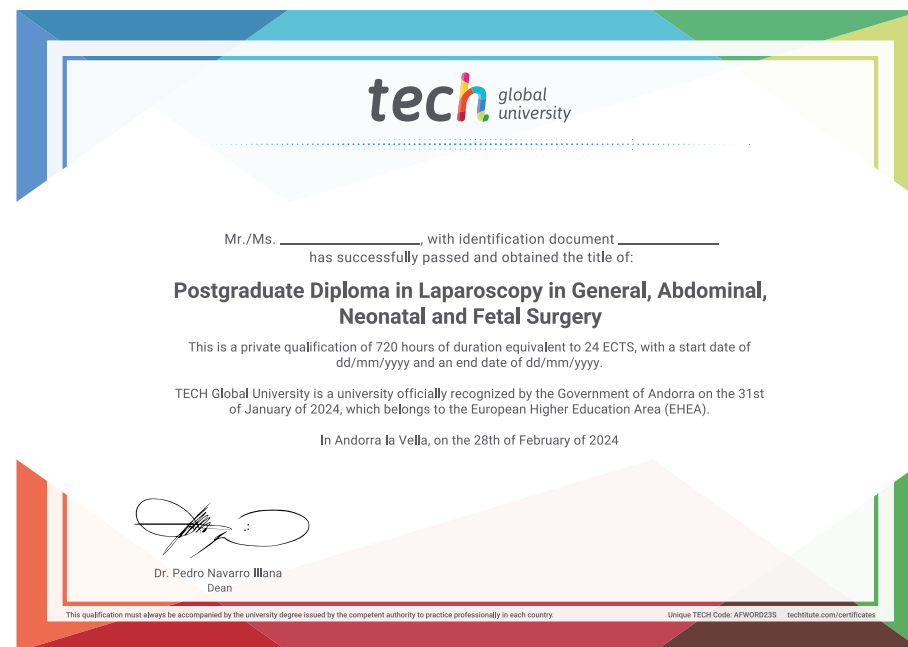 tech global university
Mr./Ms. ____________, with identification document ____________
has successfully passed and obtained the title of:
Postgraduate Diploma in Laparoscopy in General, Abdominal,
Neonatal and Fetal Surgery
This is a private qualification of 720 hours of duration equivalent to 24 ECTS, with a start date of
dd/mm/yyyy and an end date of dd/mm/yyyy.
TECH Global University is a university officially recognized by the Government of Andorra on the 31st
of January of 2024, which belongs to the European Higher Education Area (EHEA).
In Andorra la Vella, on the 28th of February of 2024
Dr. Pedro Navarro Illana
Dean
This qualification must always be accompanied by the university degree issued by the competent authority to practice professionally in each country.
Unique TECH Code: AFWORD23S techtitute.com/certificates